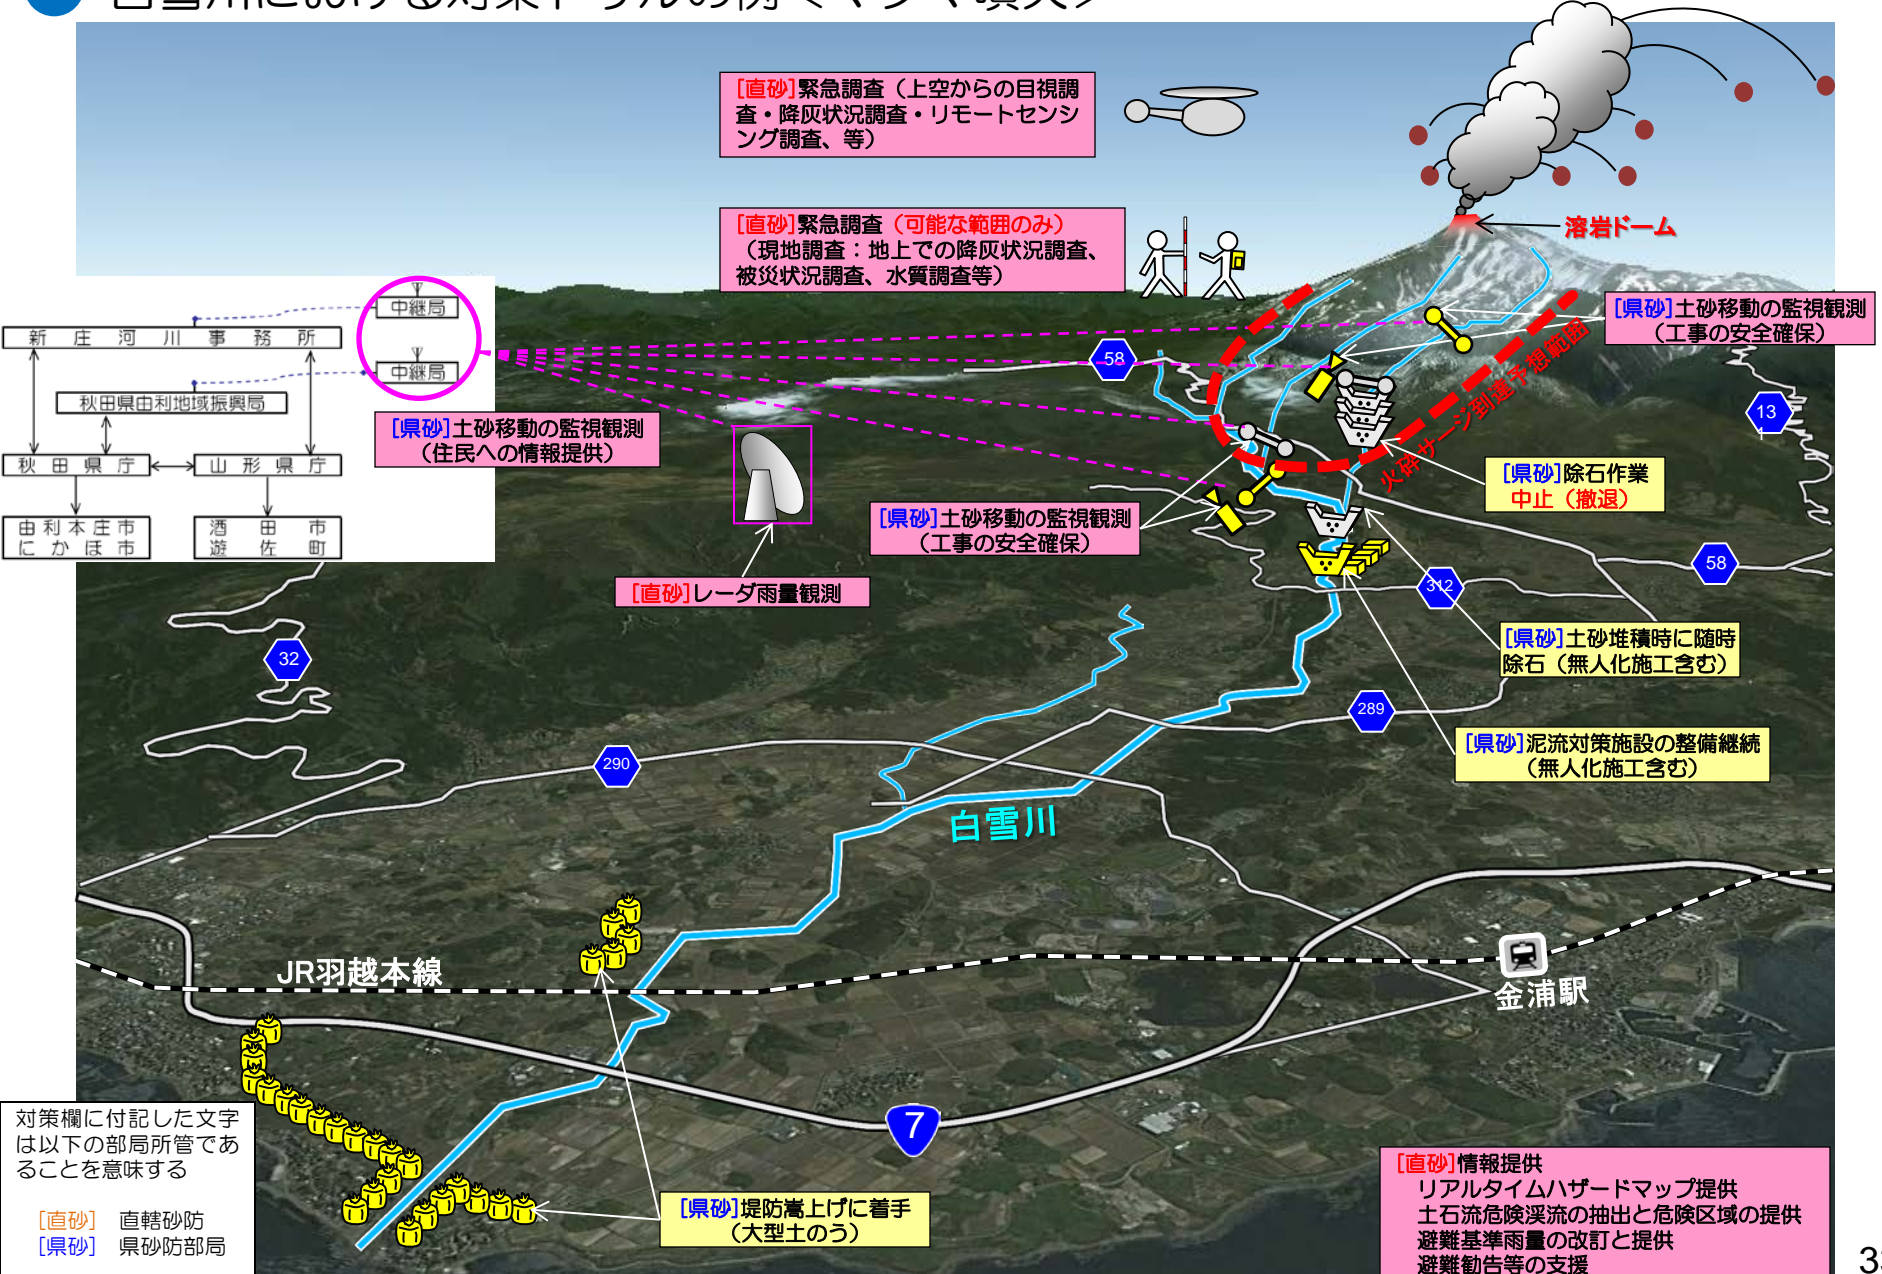 白雪川における対策ドリルの例＜マグマ噴火＞
[直砂]緊急調査（上空からの目視調
査・降灰状況調査・リモートセンシ
ング調査、等）
[直砂]緊急調査（可能な範囲のみ）
（現地調査：地上での降灰状況調査、
被災状況調査、水質調査等）
溶岩ドーム
[県砂]土砂移動の監視観測
（工事の安全確保）
火砕サージ到達予想範囲
中継局
中継局
新庄河川事務所
秋田県由利地域振興局
秋田県庁
山形県庁
由利本荘市
にかほ市
酒田市
遊佐町
[県砂]土砂移動の監視観測
（住民への情報提供）
58
13
[県砂]除石作業
中止（撤退）
[県砂]土砂移動の監視観測
（工事の安全確保）
[直砂]レーダ雨量観測
58
312
32
[県砂]土砂堆積時に随時
除石（無人化施工含む）
289
[県砂]泥流対策施設の整備継続
（無人化施工含む）
290
白雪川
JR羽越本線
金浦駅
7
対策欄に付記した文字
は以下の部局所管であ
ることを意味する
[直砂]　直轄砂防
[県砂]　県砂防部局
[県砂]堤防嵩上げに着手
（大型土のう）
[直砂]情報提供
リアルタイムハザードマップ提供
土石流危険渓流の抽出と危険区域の提供
避難基準雨量の改訂と提供
避難勧告等の支援